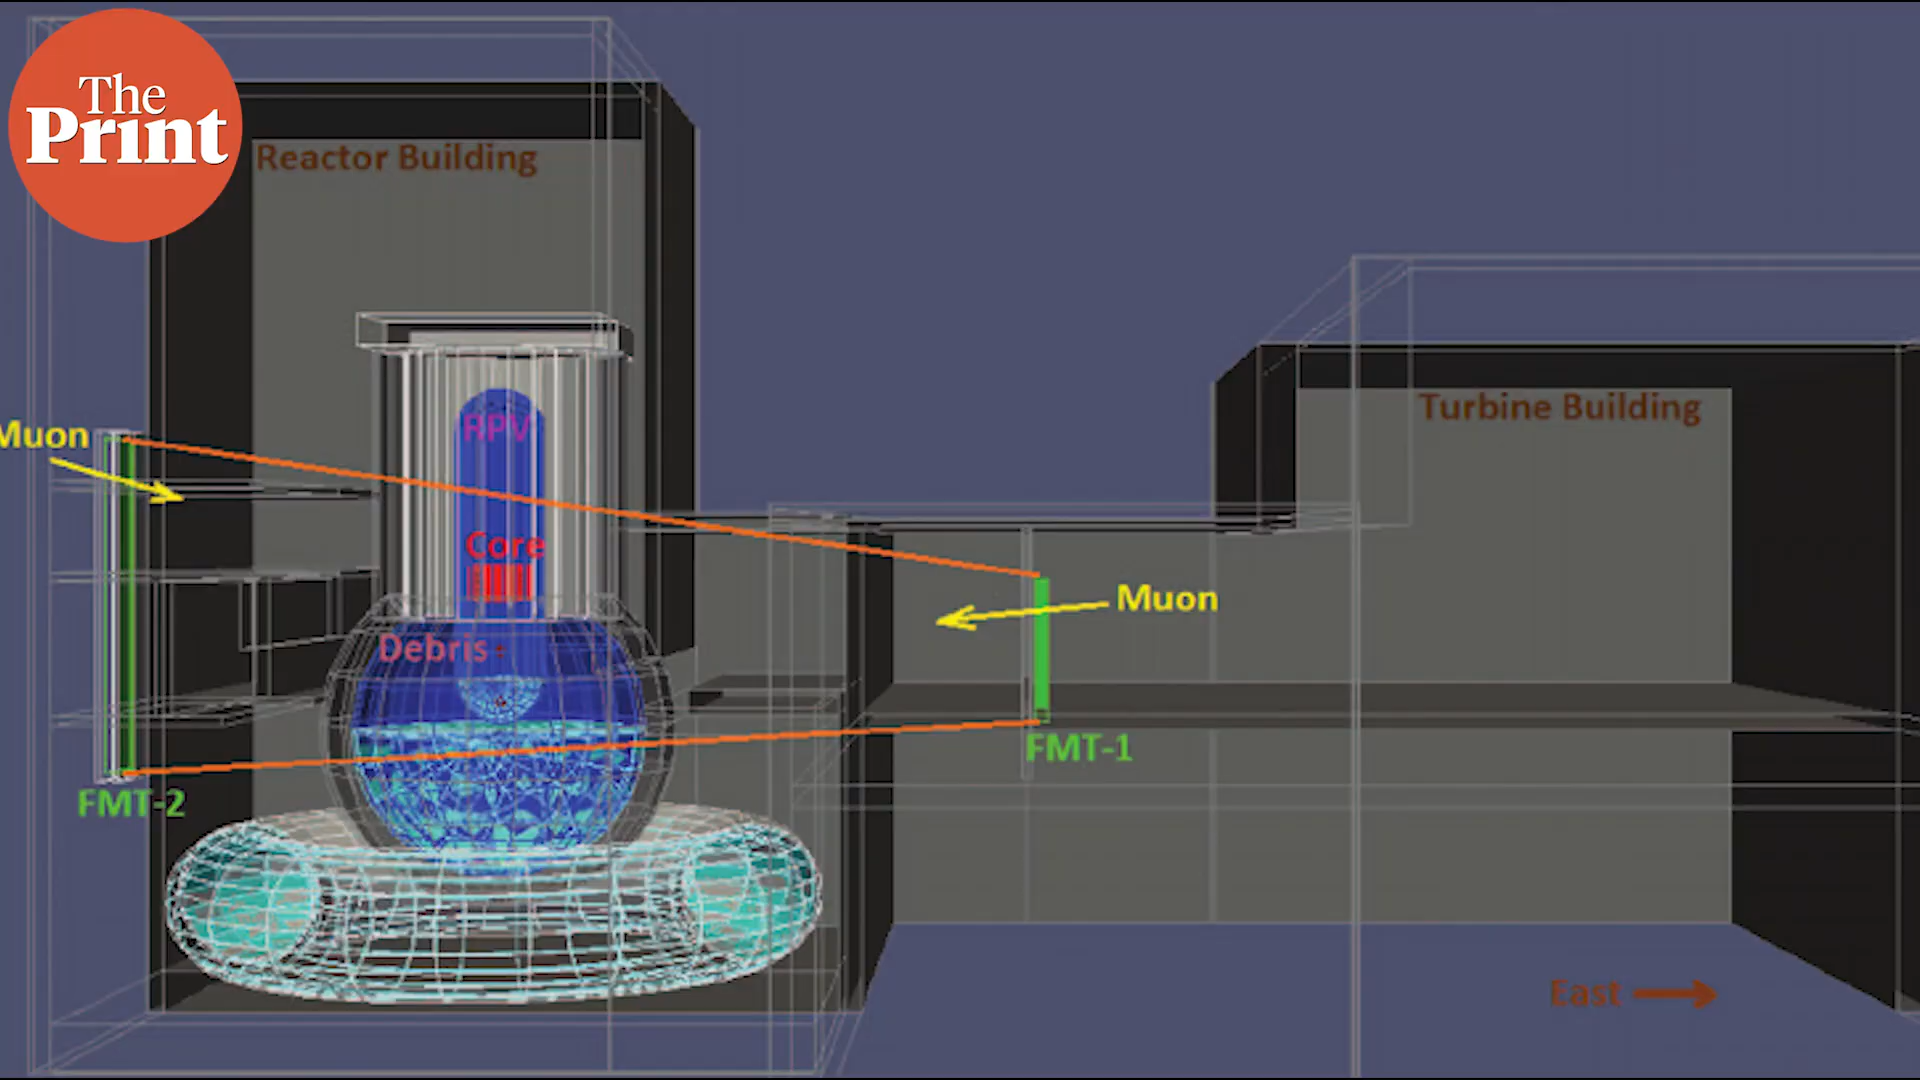 The
Print
Reactor Building
RPV
Muon
Core
Debris
FMT-2
Muon
FMT-1
Turbine Building
East